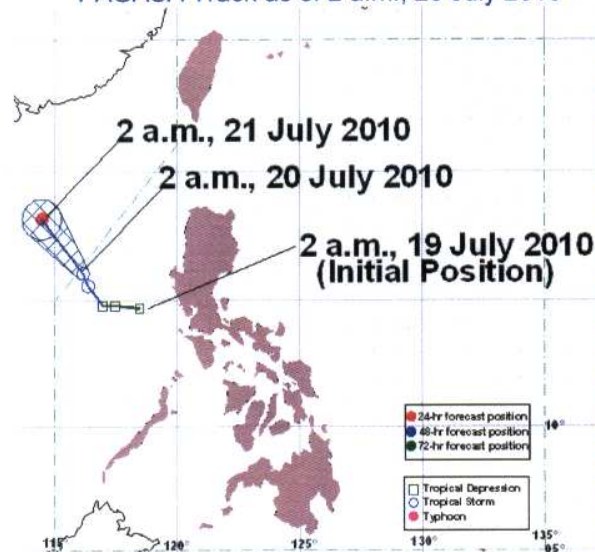 2 a.m., 21 July 2010
2 a.m., 20 July 2010
2 a.m., 19 July 2010
(Initial Position)
24-hr forecast position
48-hr forecast position
72-hr forecast position
10°
Tropical Depression
Tropical Storm
Typhoon
115
120°
125°
130°
135°
05°